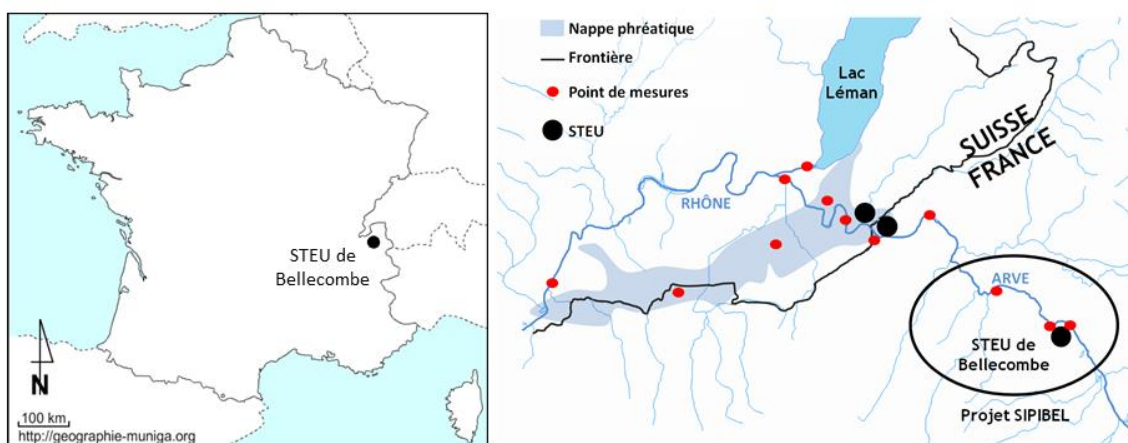 STEU de
Bellecombe
N
100 km
http://geographie-muniga.org
Nappe phréatique
Frontière
Point de mesures
STEU
Lac
Léman
SUISSE
FRANCE
RHÔNE
ARVE
STEU de
Bellecombe
Projet SIPIBEL